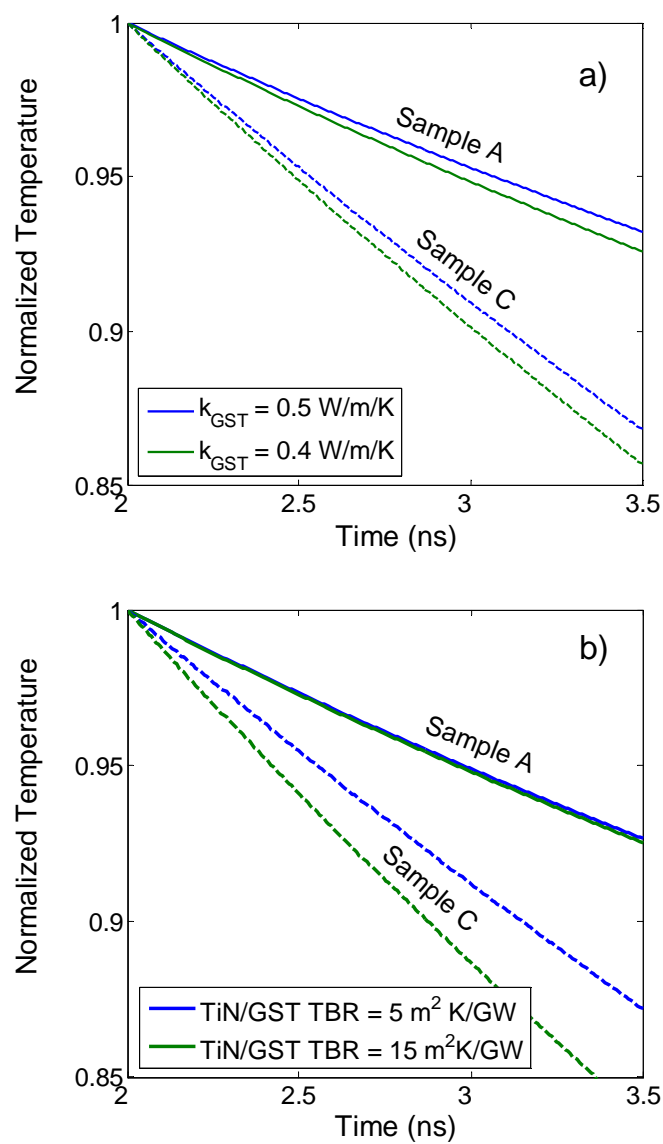 1
a)
Sample A
0.95
Normalized Temperature
Sample C
0.9
k_GST = 0.5 W/m/K
k_GST = 0.4 W/m/K
0.85
2 2.5 3 3.5
Time (ns)
1
b)
Sample A
0.95
Normalized Temperature
Sample C
0.9
TiN/GST TBR = 5 m² K/GW
TiN/GST TBR = 15 m²K/GW
0.85
2 2.5 3 3.5
Time (ns)